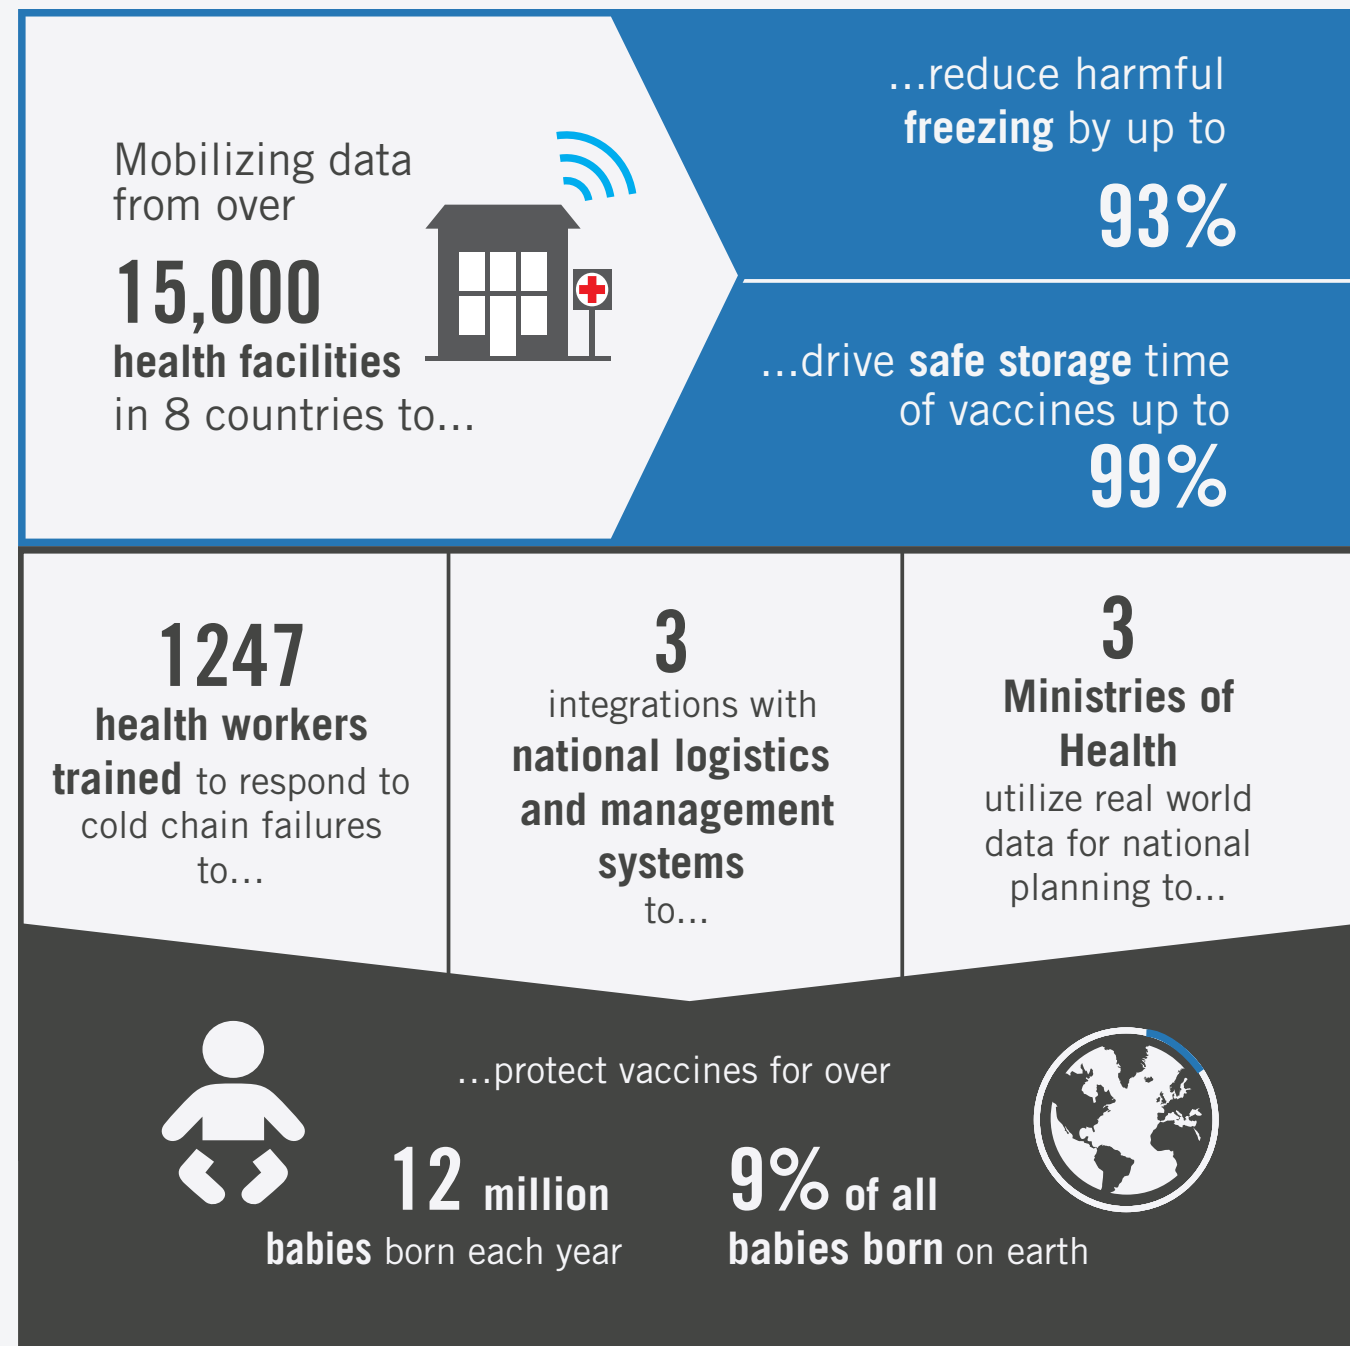 Mobilizing data
from over
15,000
health facilities
in 8 countries to...
...reduce harmful
freezing by up to
93%
...drive safe storage time
of vaccines up to
99%
1247
health workers
trained to respond to
cold chain failures
to...
3
integrations with
national logistics
and management
systems
to...
3
Ministries of
Health
utilize real world
data for national
planning to...
...protect vaccines for over
12 million
babies born each year
9% of all
babies born on earth